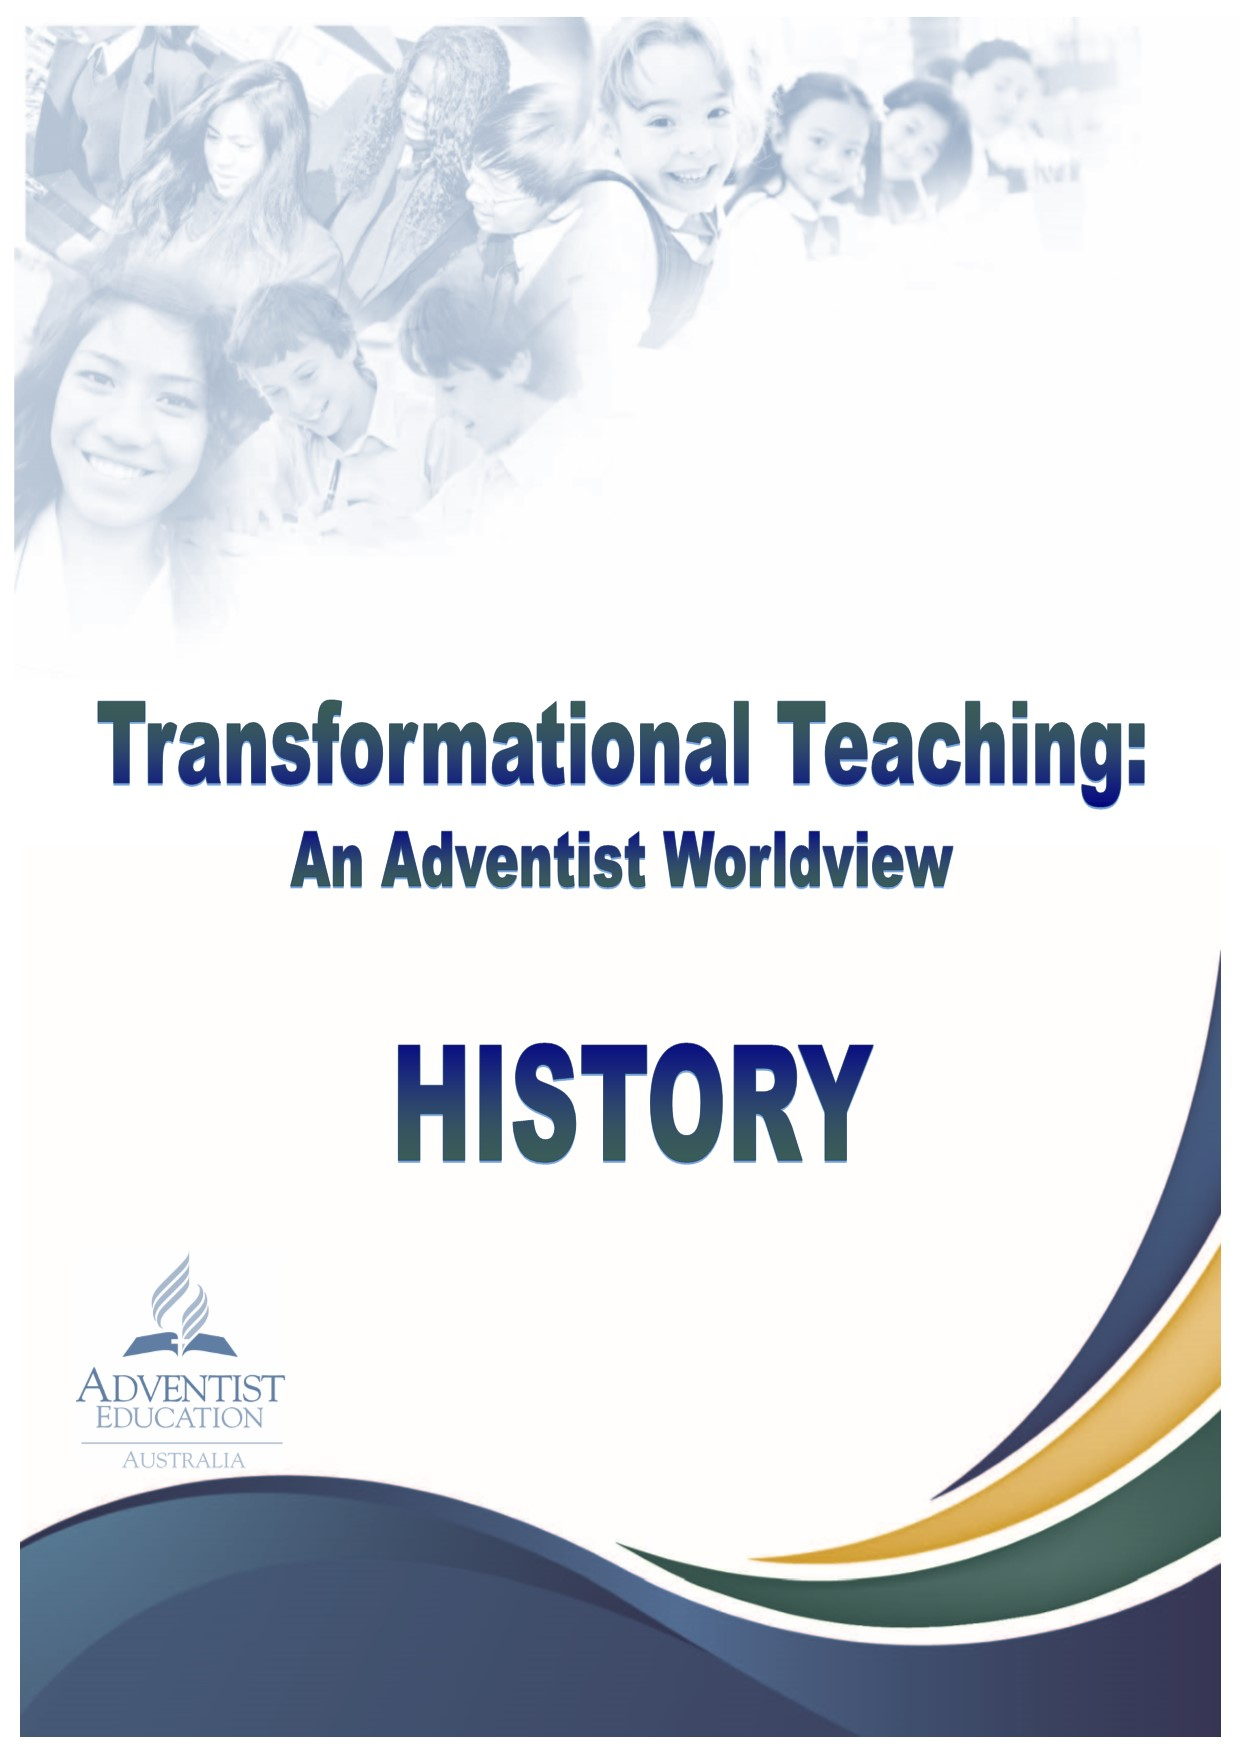 Transformational Teaching:
An Adventist Worldview
HISTORY
ADVENTIST
EDUCATION
AUSTRALIA